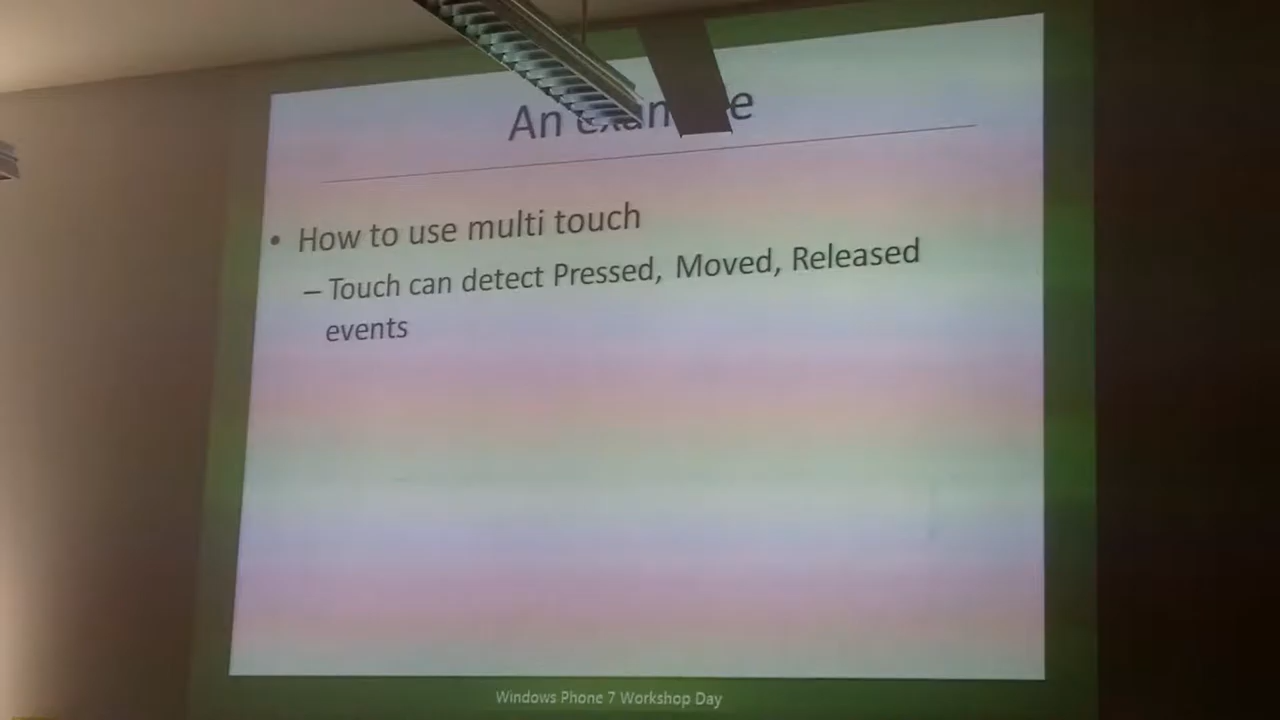 An example
• How to use multi touch
– Touch can detect Pressed, Moved, Released
events
Windows Phone 7 Workshop Day